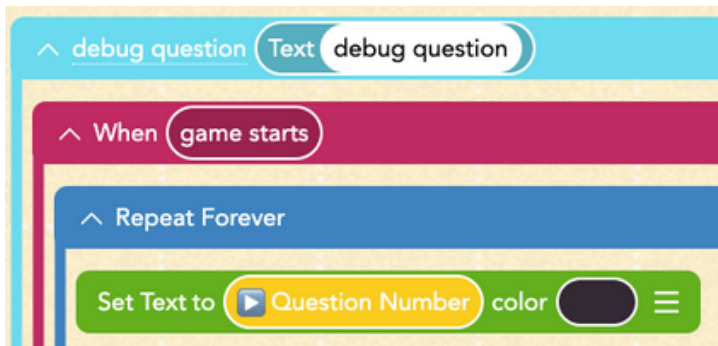 debug question Text debug question
When game starts
Repeat Forever
Set Text to Question Number color